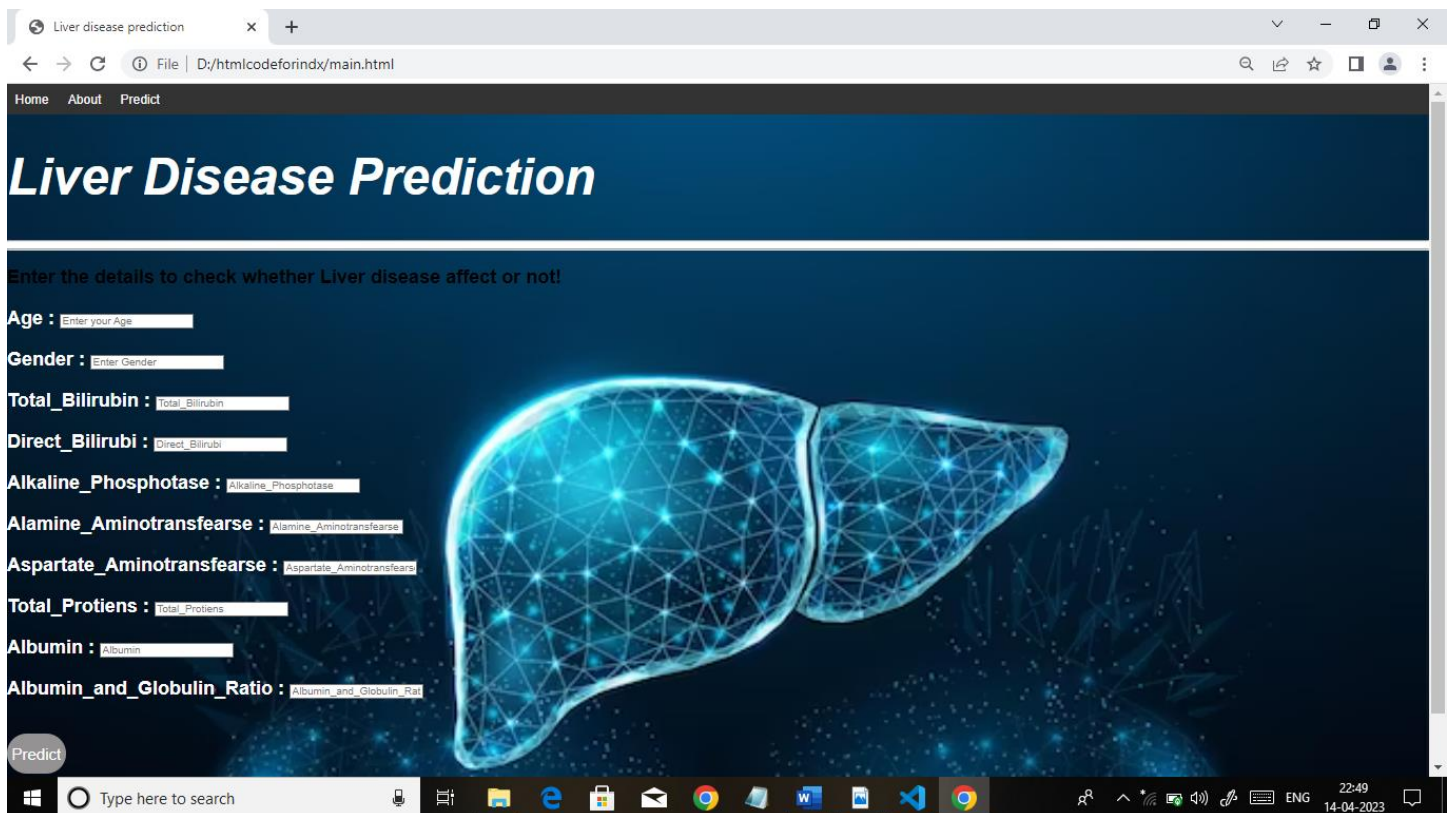 Liver disease prediction
File | D:/htmlcodeforindx/main.html
Home About Predict
Liver Disease Prediction
Enter the details to check whether Liver disease affect or not!
Age : Enter your Age
Gender : Enter Gender
Total_Bilirubin : Total_Bilirubin
Direct_Bilirubi : Direct_Bilirubi
Alkaline_Phosphotase : Alkaline_Phosphotase
Alamine_Aminotransfearse : Alamine_Aminotransfearse
Aspartate_Aminotransfearse : Aspartate_Aminotransfears
Total_Protiens : Total_Protiens
Albumin : Albumin
Albumin_and_Globulin_Ratio : Albumin_and_Globulin_Rat
Predict
Type here to search
ENG
22:49
14-04-2023